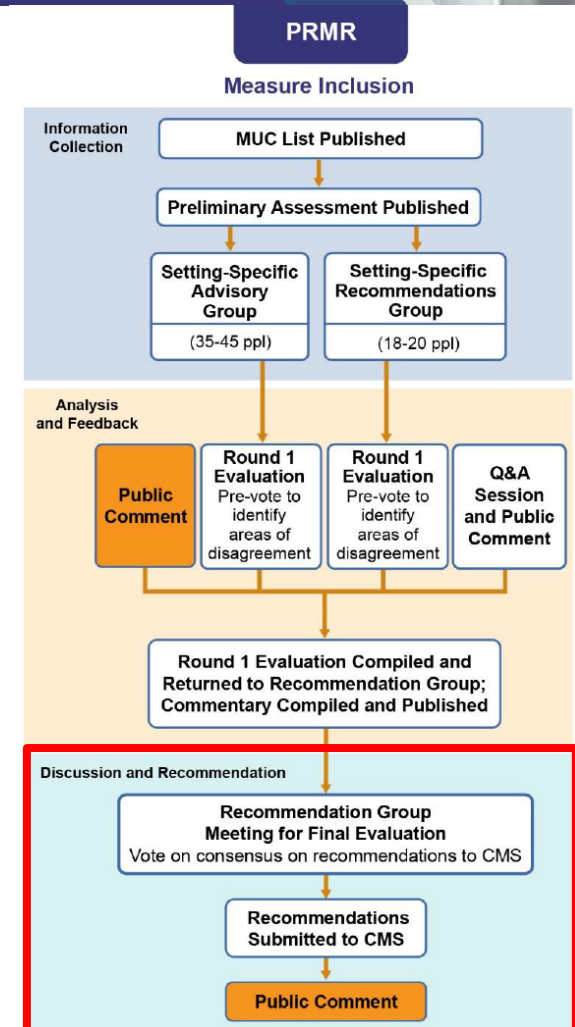 PRMR
Measure Inclusion
Information
Collection
MUC List Published
Preliminary Assessment Published
Setting-Specific
Advisory
Group
(35-45 ppl)
Setting-Specific
Recommendations
Group
(18-20 ppl)
Analysis
and Feedback
Public
Comment
Round 1
Evaluation
Pre-vote to
identify
areas of
disagreement
Round 1
Evaluation
Pre-vote to
identify
areas of
disagreement
Q&A
Session
and Public
Comment
Round 1 Evaluation Compiled and
Returned to Recommendation Group;
Commentary Compiled and Published
Discussion and Recommendation
Recommendation Group
Meeting for Final Evaluation
Vote on consensus on recommendations to CMS
Recommendations
Submitted to CMS
Public Comment